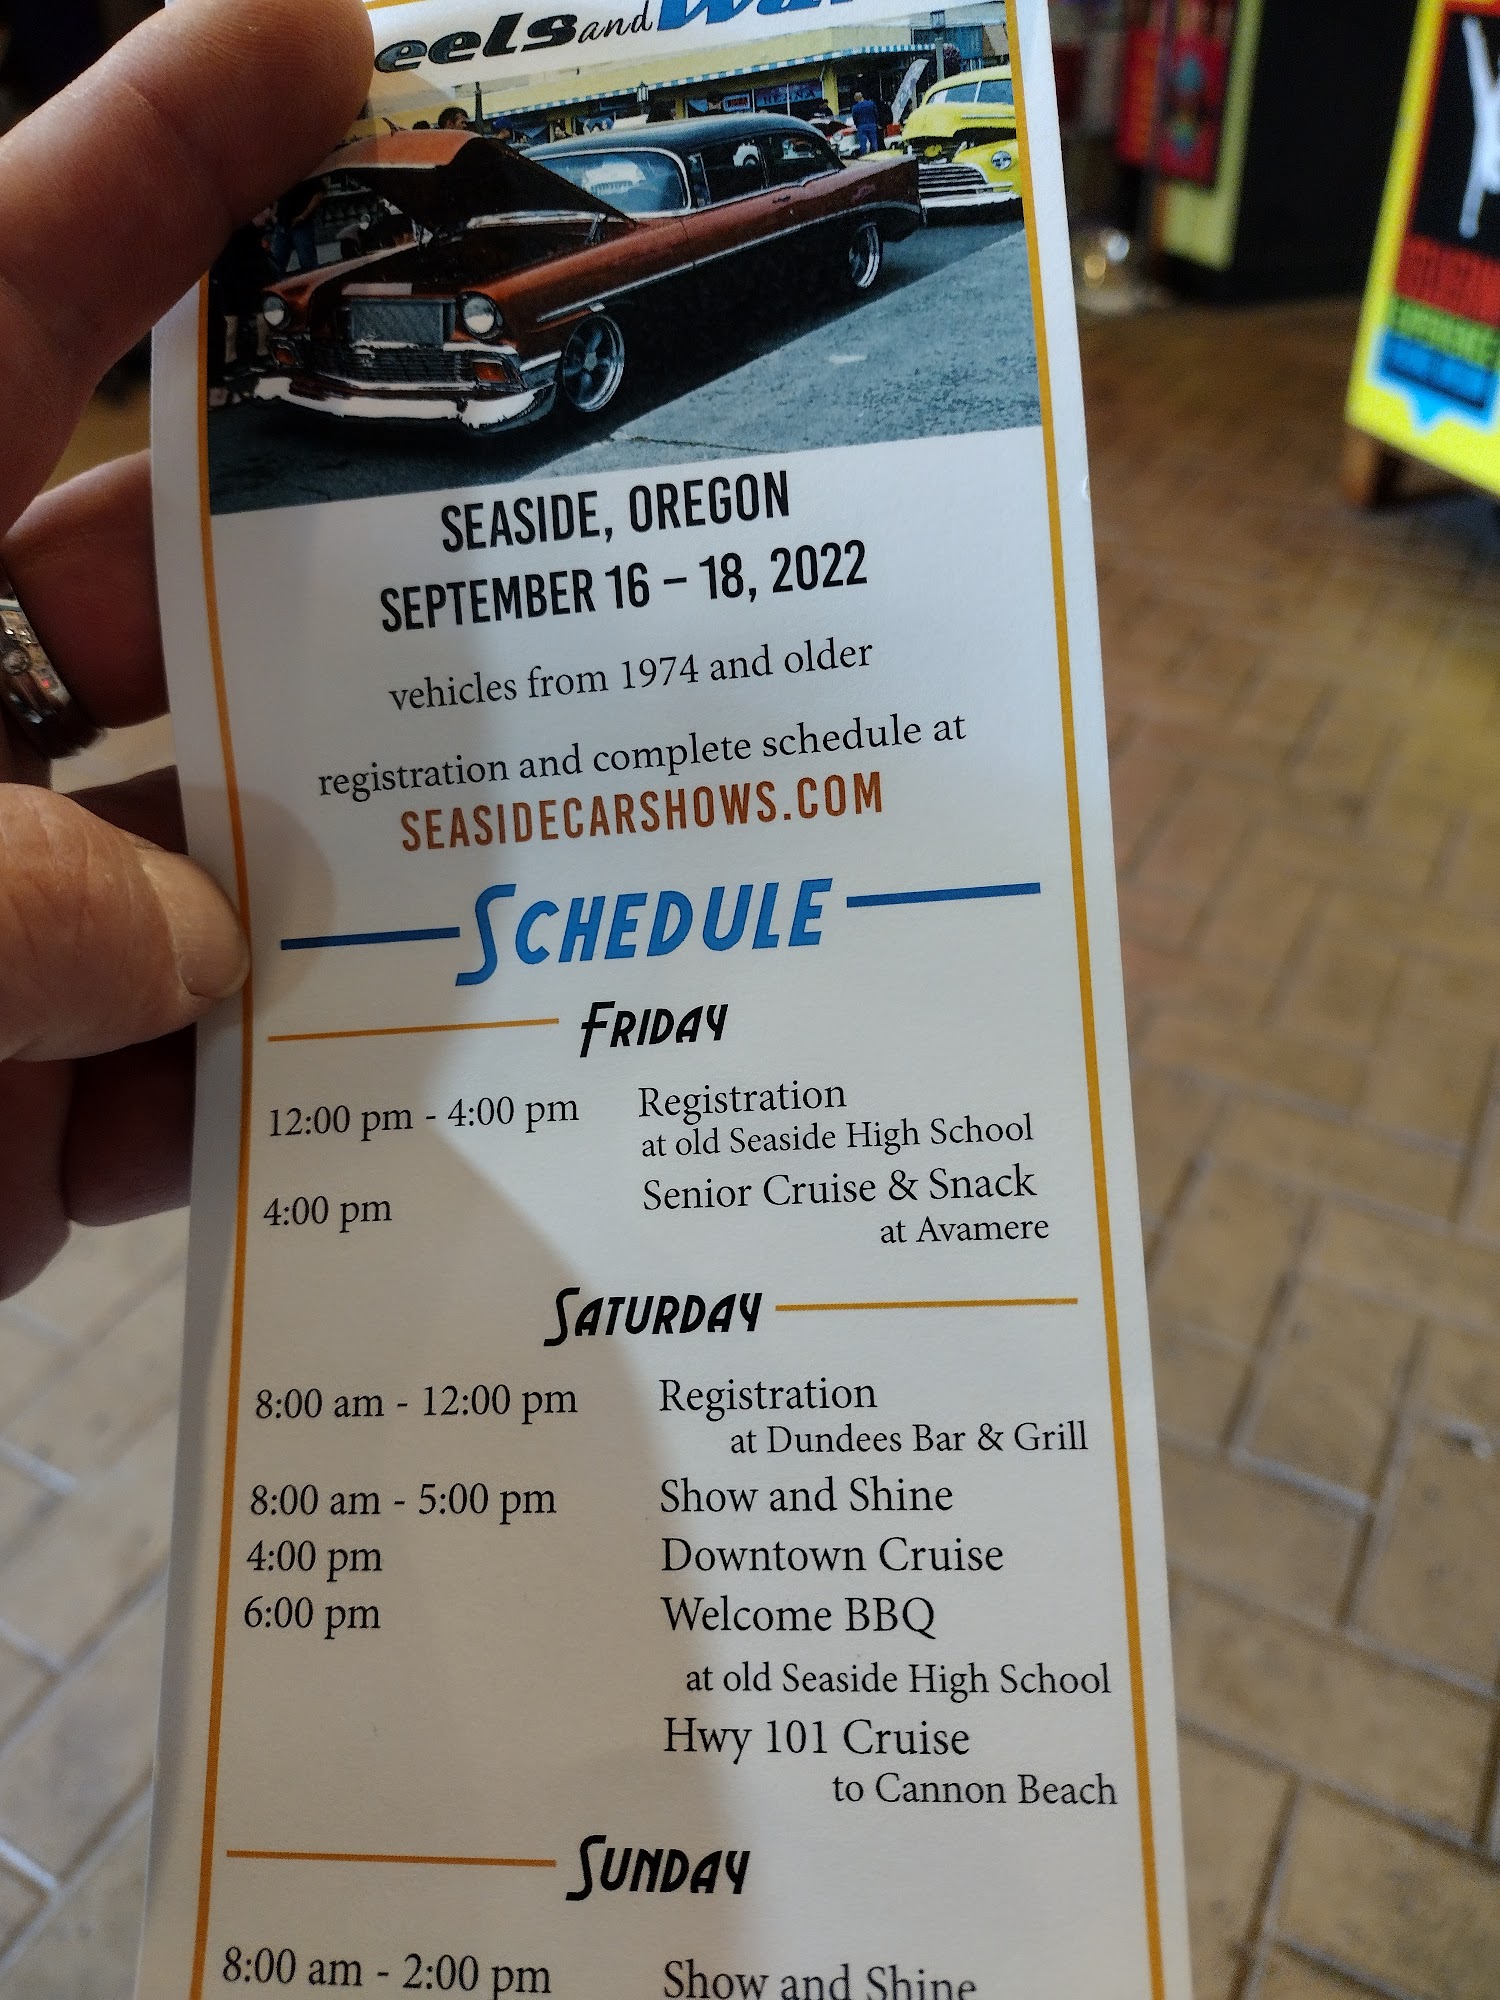 eels and
SEASIDE, OREGON
SEPTEMBER 16 – 18, 2022
vehicles from 1974 and older
registration and complete schedule at
SEASIDECARSHOWS.COM
SCHEDULE
FRIDAY
12:00 pm - 4:00 pm Registration
at old Seaside High School
4:00 pm Senior Cruise & Snack
at Avamere
SATURDAY
8:00 am - 12:00 pm Registration
at Dundees Bar & Grill
8:00 am - 5:00 pm Show and Shine
4:00 pm Downtown Cruise
6:00 pm Welcome BBQ
at old Seaside High School
Hwy 101 Cruise
to Cannon Beach
SUNDAY
8:00 am - 2:00 pm Show and Shine